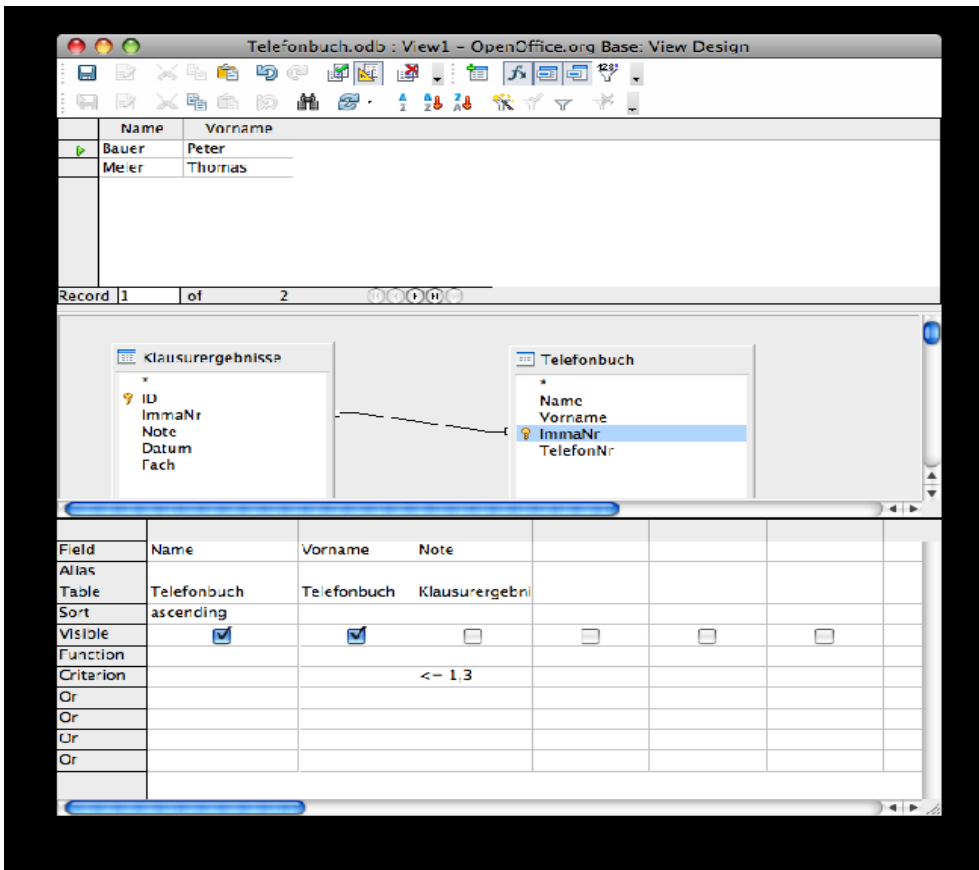 Telefonbuch.odb : View1 – OpenOffice.org Base: View Design
Name Vorname
Bauer Peter
Meier Thomas
Record 1 of 2
Klausurergebnisse
*
ID
ImmaNr
Note
Datum
Fach
Telefonbuch
*
Name
Vorname
ImmaNr
TelefonNr
Field Name Vorname Note
Alias
Table Telefonbuch Telefonbuch Klausurergebni
Sort ascending
Visible
Function
Criterion <= 1,3
Or
Or
Or
Or